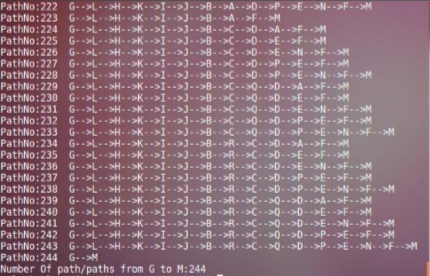 PathNo:222 G-->L-->H-->K-->I-->J-->B-->A-->D-->P-->E-->N-->F-->M
PathNo:223 G-->L-->H-->K-->I-->J-->B-->A-->F-->M
PathNo:224 G-->L-->H-->K-->I-->J-->B-->C-->D-->A-->F-->M
PathNo:225 G-->L-->H-->K-->I-->J-->B-->C-->D-->E-->F-->M
PathNo:226 G-->L-->H-->K-->I-->J-->B-->C-->D-->E-->N-->F-->M
PathNo:227 G-->L-->H-->K-->I-->J-->B-->C-->D-->P-->E-->F-->M
PathNo:228 G-->L-->H-->K-->I-->J-->B-->C-->D-->P-->E-->N-->F-->M
PathNo:229 G-->L-->H-->K-->I-->J-->B-->C-->Q-->D-->A-->F-->M
PathNo:230 G-->L-->H-->K-->I-->J-->B-->C-->Q-->D-->E-->F-->M
PathNo:231 G-->L-->H-->K-->I-->J-->B-->C-->Q-->D-->E-->N-->F-->M
PathNo:232 G-->L-->H-->K-->I-->J-->B-->C-->Q-->D-->P-->E-->F-->M
PathNo:233 G-->L-->H-->K-->I-->J-->B-->C-->Q-->D-->P-->E-->N-->F-->M
PathNo:234 G-->L-->H-->K-->I-->J-->B-->R-->C-->D-->A-->F-->M
PathNo:235 G-->L-->H-->K-->I-->J-->B-->R-->C-->D-->E-->F-->M
PathNo:236 G-->L-->H-->K-->I-->J-->B-->R-->C-->D-->E-->N-->F-->M
PathNo:237 G-->L-->H-->K-->I-->J-->B-->R-->C-->D-->P-->E-->F-->M
PathNo:238 G-->L-->H-->K-->I-->J-->B-->R-->C-->D-->P-->E-->N-->F-->M
PathNo:239 G-->L-->H-->K-->I-->J-->B-->R-->C-->Q-->D-->A-->F-->M
PathNo:240 G-->L-->H-->K-->I-->J-->B-->R-->C-->Q-->D-->E-->F-->M
PathNo:241 G-->L-->H-->K-->I-->J-->B-->R-->C-->Q-->D-->E-->N-->F-->M
PathNo:242 G-->L-->H-->K-->I-->J-->B-->R-->C-->Q-->D-->P-->E-->F-->M
PathNo:243 G-->L-->H-->K-->I-->J-->B-->R-->C-->Q-->D-->P-->E-->N-->F-->M
PathNo:244 G-->M
Number Of path/paths from G to M:244